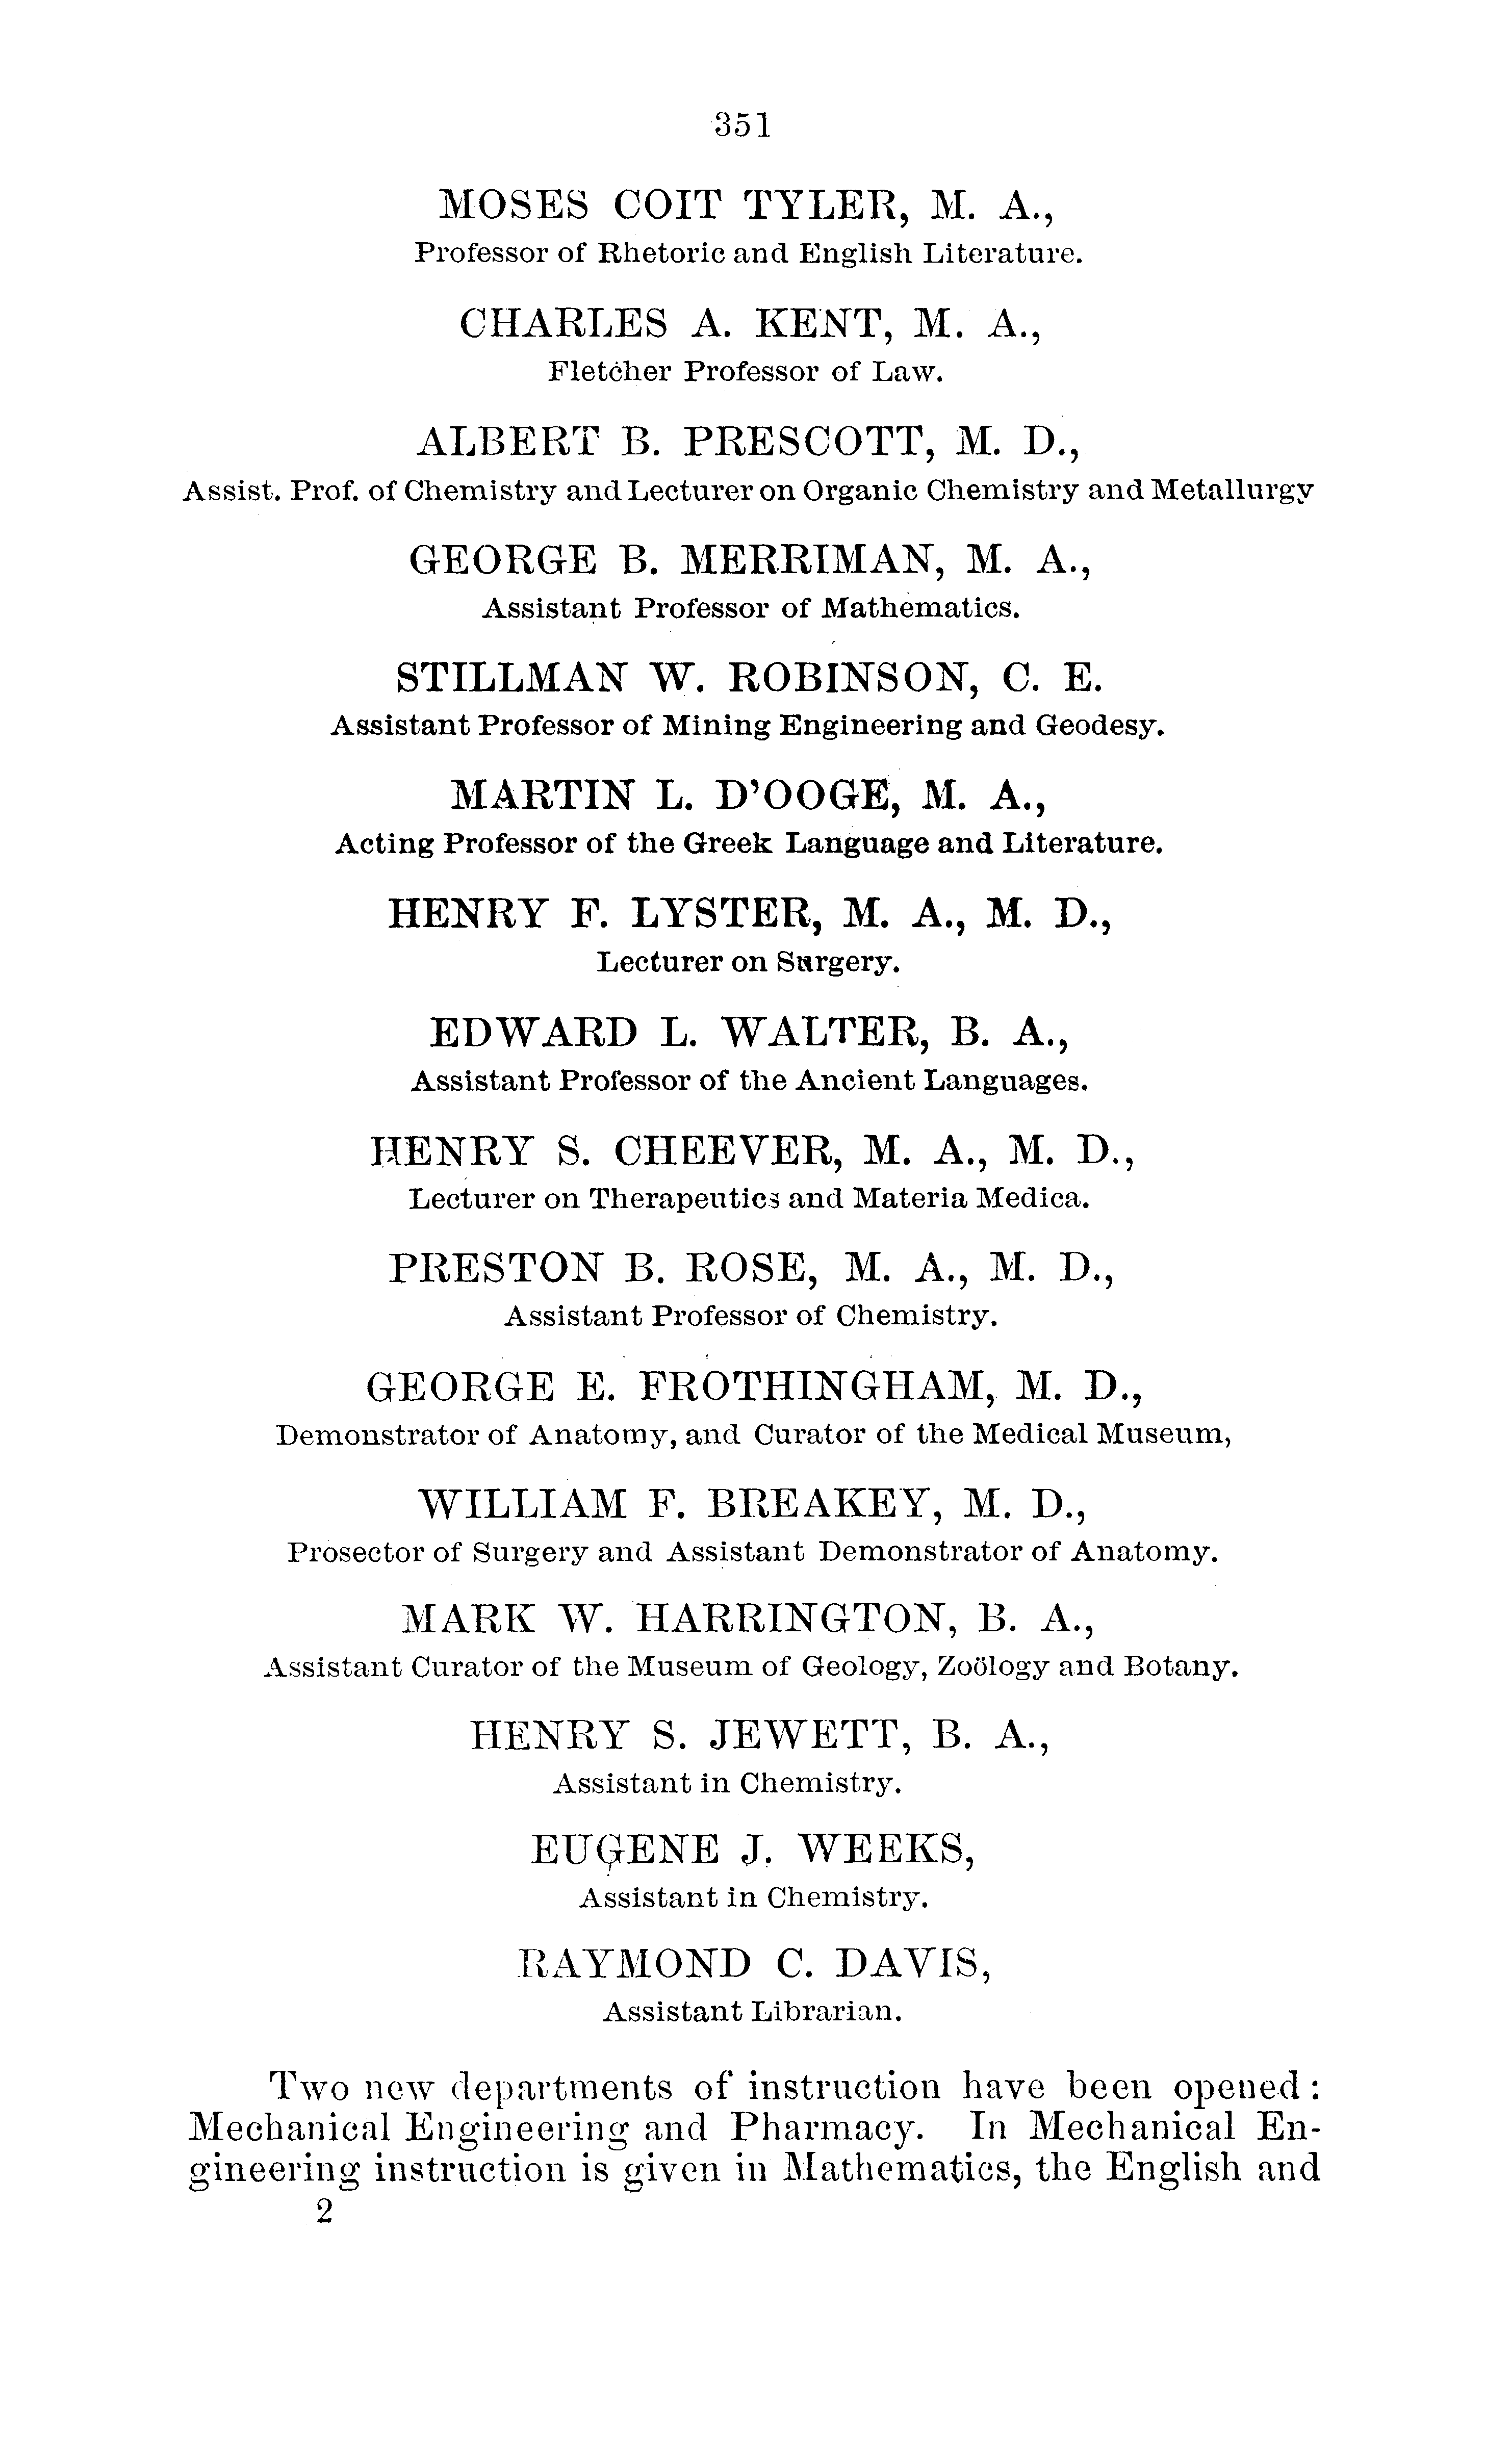 351
MOSES COIT TYLER, M. A.,
Professor of Rhetoric and English Literature.
CHARLES A. KENT, M. A.,
Fletcher Professor of Law.
ALBERT B. PRESCOTT, M. D.,
Assist. Prof. of Chemistry and Lecturer on Organic Chemistry and Metallurgy
GEORGE B. MERRIMAN, M. A.,
Assistant Professor of Mathematics.
STILLMAN W. ROBINSON, C. E.
Assistant Professor of Mining Engineering and Geodesy.
MARTIN L. D'OOGE, M. A.,
Acting Professor of the Greek Language and Literature.
HENRY F. LYSTER, M. A., M. D.,
Lecturer on Surgery.
EDWARD L. WALTER, B. A.,
Assistant Professor of the Ancient Languages.
HENRY S. CHEEVER, M. A., M. D.,
Lecturer on Therapeutics and Materia Medica.
PRESTON B. ROSE, M. A., M. D.,
Assistant Professor of Chemistry.
GEORGE E. FROTHINGHAM, M. D.,
Demonstrator of Anatomy, and Curator of the Medical Museum,
WILLIAM F. BREAKEY, M. D.,
Prosector of Surgery and Assistant Demonstrator of Anatomy.
MARK W. HARRINGTON, B. A.,
Assistant Curator of the Museum of Geology, Zoölogy and Botany.
HENRY S. JEWETT, B. A.,
Assistant in Chemistry.
EUGENE J. WEEKS,
Assistant in Chemistry.
RAYMOND C. DAVIS,
Assistant Librarian.
Two new departments of instruction have been opened:
Mechanical Engineering and Pharmacy. In Mechanical En-
gineering instruction is given in Mathematics, the English and
2